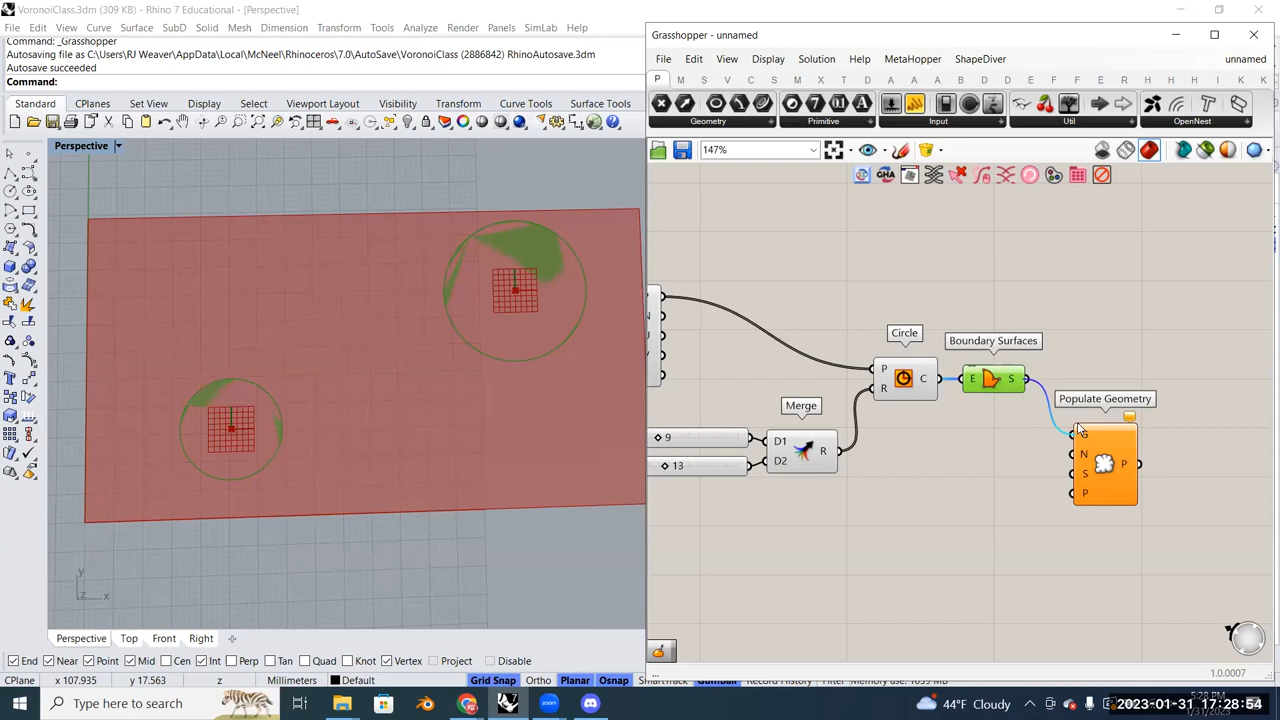 VoronoiClass.3dm (309 KB) - Rhino 7 Educational - [Perspective]
File Edit View Curve Surface SubD Solid Mesh Dimension Transform Tools Analyze Render Panels SimLab Help
Command: _Grasshopper
Autosaving file as C:\Users\RJ Weaver\AppData\Local\McNeel\Rhinoceros\7.0\AutoSave\VoronoiClass (2886842) RhinoAutosave.3dm
Autosave succeeded
Command:
Standard CPlanes Set View Display Select Viewport Layout Visibility Transform Curve Tools Surface Tools
Perspective
y
z x
Perspective Top Front Right
End Near Point Mid Cen Int Perp Tan Quad Knot Vertex Project Disable
CPlane x 107.935 y 17.563 z Millimeters Default Grid Snap Ortho Planar Osnap SmartTrack Gumball Record History Filter
Grasshopper - unnamed
File Edit View Display Solution Help MetaHopper ShapeDiver unnamed
P M S V C S M I T D D D D E F F F G E R H H H I K K
Geometry Primitive Input Util OpenNest
147%
Circle
P
R
C
Boundary Surfaces
E S
Populate Geometry
G
N
S
P
P
Merge
D1
D2
R
9
13
N
...
1.0.0007
Type here to search
44°F Cloudy
2023-01-31 17:28:54